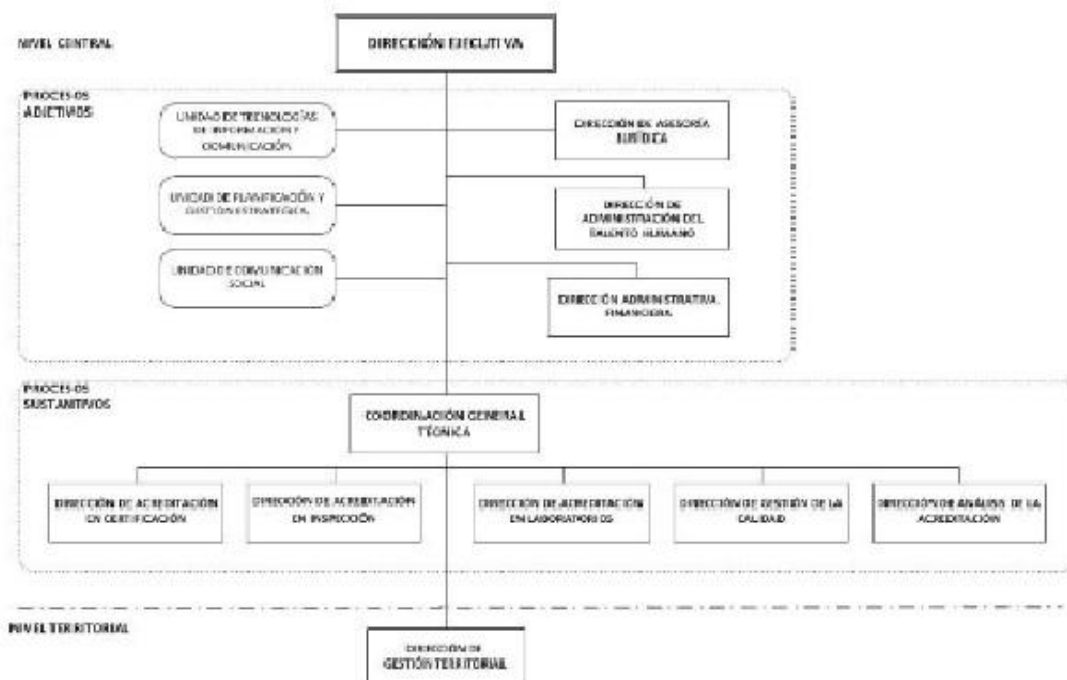 NIVEL CENTRAL
DIRECCIÓN EJECUTIVA
PROCESOS
ADJETIVOS
UNIDAD DE TECNOLOGÍAS
DE INFORMACIÓN Y
COMUNICACIÓN
DIRECCIÓN DE ASESORÍA
JURÍDICA
UNIDAD DE PLANIFICACIÓN Y
GESTIÓN ESTRATÉGICA
DIRECCIÓN DE
ADMINISTRACIÓN DEL
TALENTO HUMANO
UNIDAD DE COMUNICACIÓN
SOCIAL
DIRECCIÓN ADMINISTRATIVA
FINANCIERA
PROCESOS
SUSTANTIVOS
COORDINACIÓN GENERAL
TÉCNICA
DIRECCIÓN DE ACREDITACIÓN
EN CERTIFICACIÓN
DIRECCIÓN DE ACREDITACIÓN
EN INSPECCIÓN
DIRECCIÓN DE ACREDITACIÓN
EN LABORATORIOS
DIRECCIÓN DE GESTIÓN DE LA
CALIDAD
DIRECCIÓN DE ANÁLISIS DE LA
ACREDITACIÓN
NIVEL TERRITORIAL
DIRECCIÓN DE
GESTIÓN TERRITORIAL